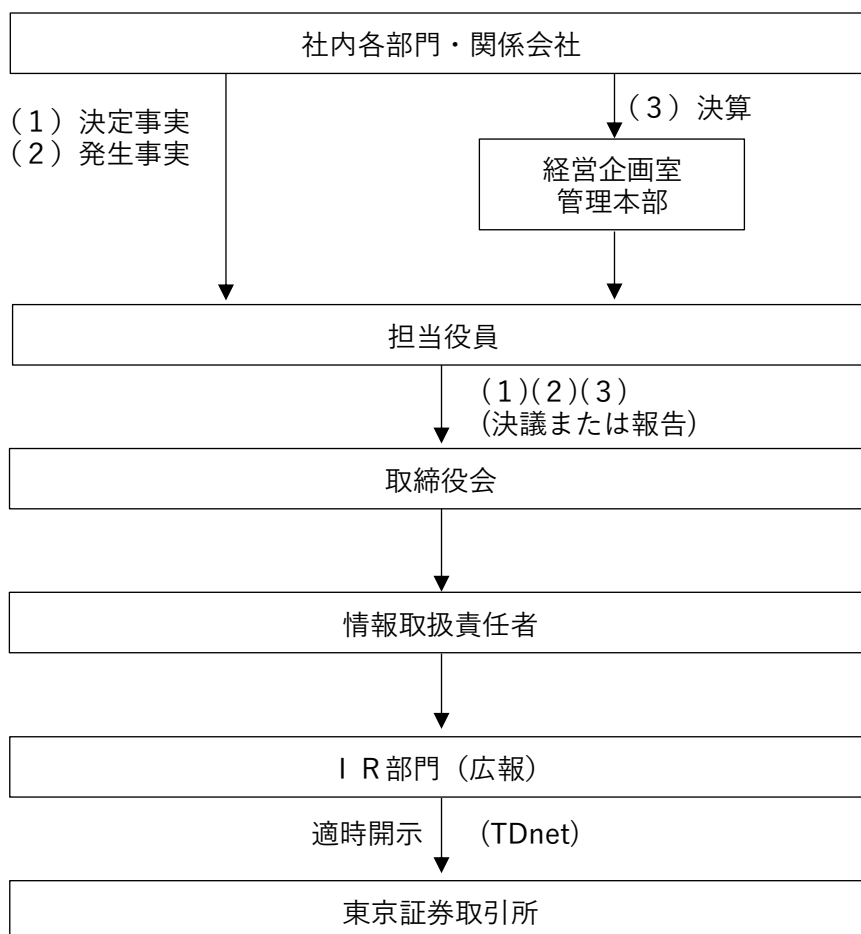 社内各部門・関係会社
（１）決定事実
（２）発生事実
（３）決算
経営企画室
管理本部
担当役員
(１)(２)(３)
(決議または報告)
取締役会
情報取扱責任者
ＩＲ部門（広報）
適時開示　(TDnet)
東京証券取引所